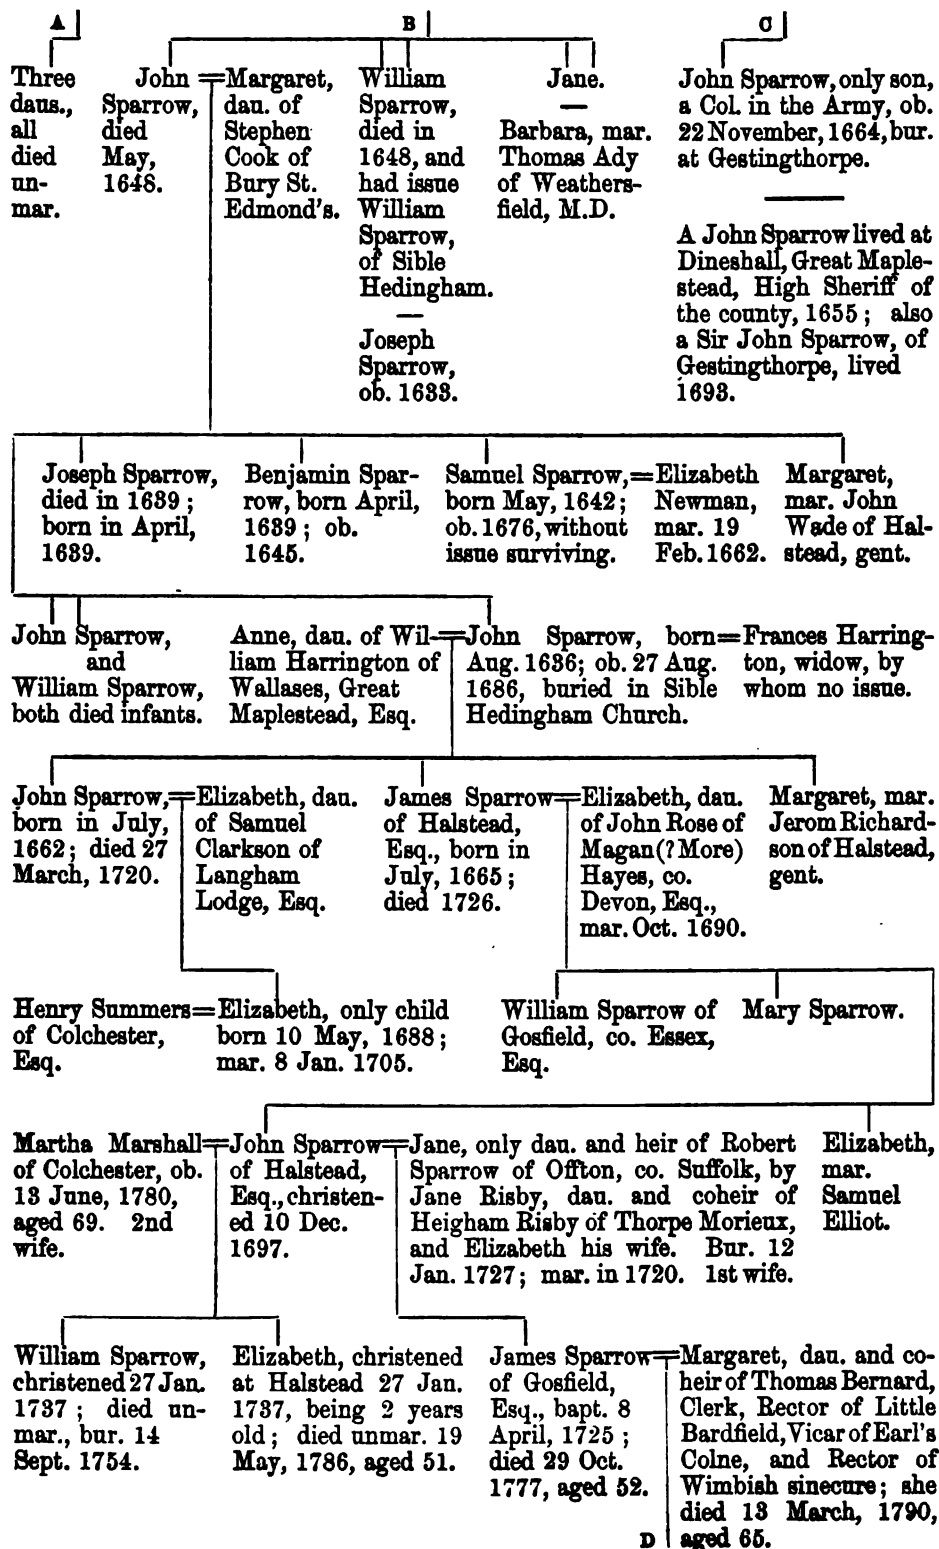 A
B
C
Three
daus.,
all
died
un-
mar.
John
Sparrow,
died
May,
1648.
Margaret,
dau. of
Stephen
Cook of
Bury St.
Edmond's.
William
Sparrow,
died in
1648, and
had issue
William
Sparrow,
of Sible
Hedingham.
Joseph
Sparrow,
ob. 1633.
Jane.
Barbara, mar.
Thomas Ady
of Weathers-
field, M.D.
John Sparrow, only son,
a Col. in the Army, ob.
22 November, 1664, bur.
at Gestingthorpe.
A John Sparrow lived at
Dineshall, Great Maple-
stead, High Sheriff of
the county, 1655; also
a Sir John Sparrow, of
Gestingthorpe, lived
1693.
Joseph Sparrow,
died in 1639;
born in April,
1639.
Benjamin Spar-
row, born April,
1639; ob.
1645.
Samuel Sparrow,=
born May, 1642;
ob. 1676, without
issue surviving.
Elizabeth
Newman,
mar. 19
Feb. 1662.
Margaret,
mar. John
Wade of Hal-
stead, gent.
John Sparrow,
and
William Sparrow,
both died infants.
Anne, dau. of Wil-
liam Harrington of
Wallases, Great
Maplestead, Esq.
=John Sparrow, born=
Aug. 1636; ob. 27 Aug.
1686, buried in Sible
Hedingham Church.
Frances Harring-
ton, widow, by
whom no issue.
John Sparrow,=
born in July,
1662; died 27
March, 1720.
Elizabeth, dau.
of Samuel
Clarkson of
Langham
Lodge, Esq.
James Sparrow=
of Halstead,
Esq., born in
July, 1665;
died 1726.
Elizabeth, dau.
of John Rose of
Magan (? More)
Hayes, co.
Devon, Esq.,
mar. Oct. 1690.
Margaret, mar.
Jerom Richard-
son of Halstead,
gent.
Henry Summers=
of Colchester,
Esq.
Elizabeth, only child
born 10 May, 1688;
mar. 8 Jan. 1705.
William Sparrow of
Gosfield, co. Essex,
Esq.
Mary Sparrow.
Martha Marshall=
of Colchester, ob.
13 June, 1780,
aged 69. 2nd
wife.
John Sparrow=
of Halstead,
Esq., christen-
ed 10 Dec.
1697.
Jane, only dau. and heir of Robert
Sparrow of Offton, co. Suffolk, by
Jane Risby, dau. and coheir of
Heigham Risby of Thorpe Morieux,
and Elizabeth his wife. Bur. 12
Jan. 1727; mar. in 1720. 1st wife.
Elizabeth,
mar.
Samuel
Elliot.
William Sparrow,
christened 27 Jan.
1737; died un-
mar., bur. 14
Sept. 1754.
Elizabeth, christened
at Halstead 27 Jan.
1737, being 2 years
old; died unmar. 19
May, 1786, aged 51.
James Sparrow=
of Gosfield,
Esq., bapt. 8
April, 1725;
died 29 Oct.
1777, aged 52.
Margaret, dau. and co-
heir of Thomas Bernard,
Clerk, Rector of Little
Bardfield, Vicar of Earl's
Colne, and Rector of
Wimbish sinecure; she
died 13 March, 1790,
aged 65.
D